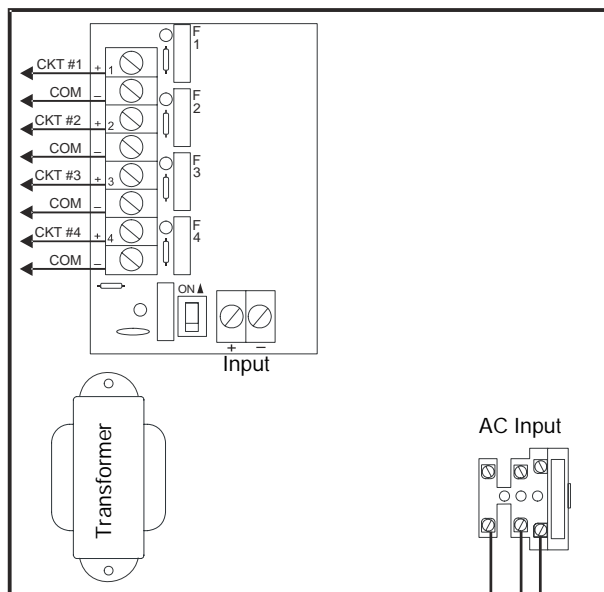 F
1
CKT #1 + 1
COM –
F
2
CKT #2 + 2
COM –
F
3
CKT #3 + 3
COM –
F
4
CKT #4 + 4
COM –
ON
+ –
Input
Transformer
AC Input